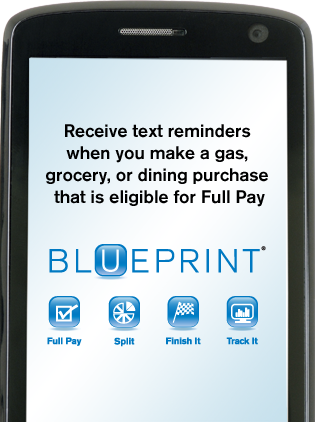 Receive text reminders
when you make a gas,
grocery, or dining purchase
that is eligible for Full Pay
BLUEPRINT®
Full Pay Split Finish It Track It